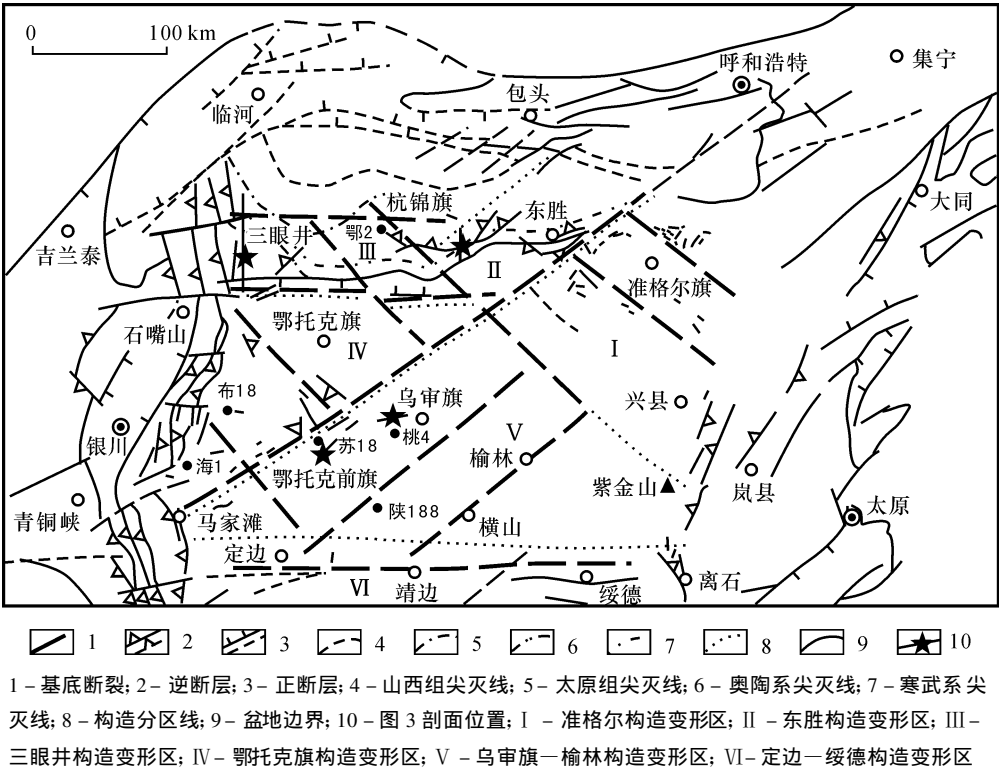 0 100 km
呼和浩特
集宁
包头
临河
杭锦旗
东胜
大同
三眼井
鄂2
Ⅲ
吉兰泰
Ⅱ
准格尔旗
石嘴山
鄂托克旗
Ⅳ
Ⅰ
布18
乌审旗
兴县
银川
桃4
Ⅴ
苏18
榆林
海1
鄂托克前旗
紫金山
岚县
青铜峡
马家滩
陕188
横山
太原
定边
Ⅵ
靖边
绥德
离石
1 2 3 4 5 6 7 8 9 10
1－基底断裂; 2－逆断层; 3－正断层; 4－山西组尖灭线; 5－太原组尖灭线; 6－奥陶系尖灭线; 7－寒武系尖
灭线; 8－构造分区线; 9－盆地边界; 10－图 3 剖面位置; Ⅰ －准格尔构造变形区; Ⅱ －东胜构造变形区; Ⅲ－
三眼井构造变形区; Ⅳ－鄂托克旗构造变形区; Ⅴ －乌审旗—榆林构造变形区; Ⅵ－定边—绥德构造变形区